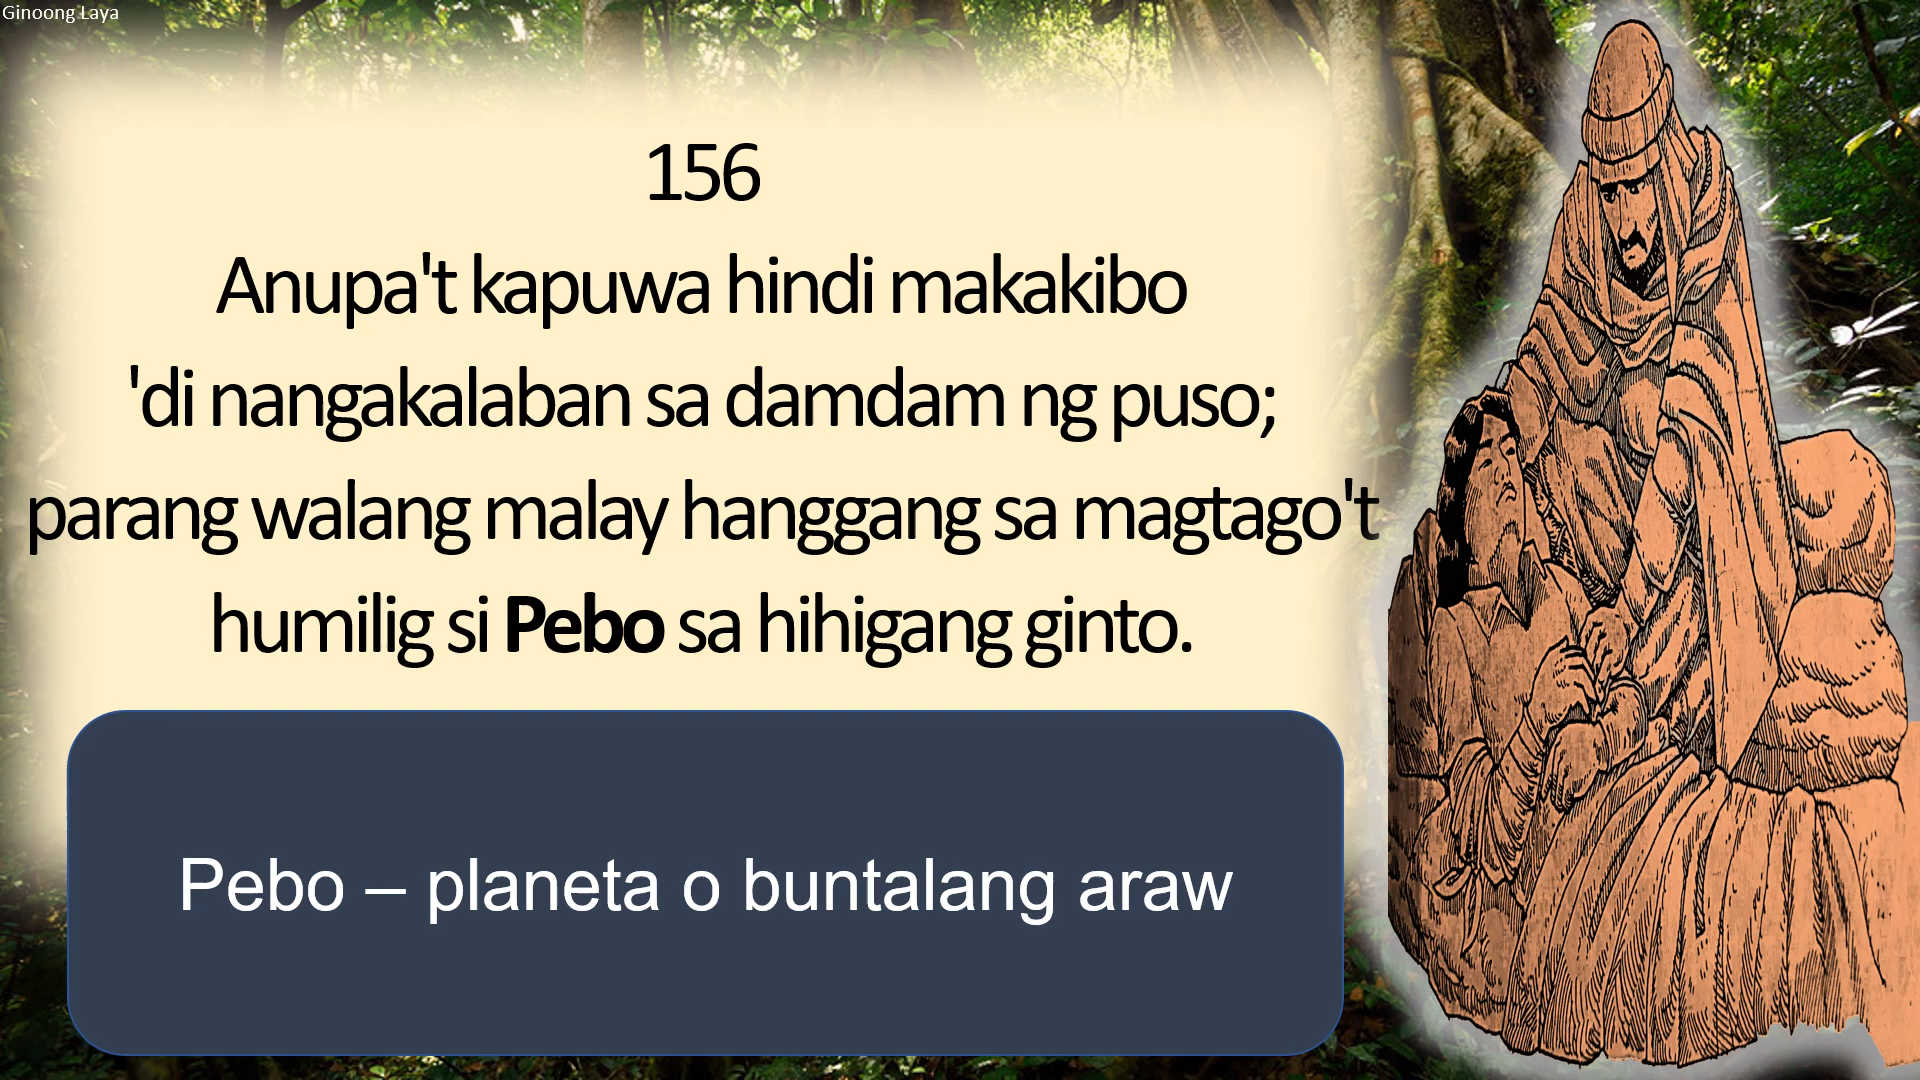 Ginoong Laya
156
Anupa't kapuwa hindi makakibo
'di nangakalaban sa damdam ng puso;
parang walang malay hanggang sa magtago't
humilig si Pebo sa hihigang ginto.
Pebo – planeta o buntalang araw